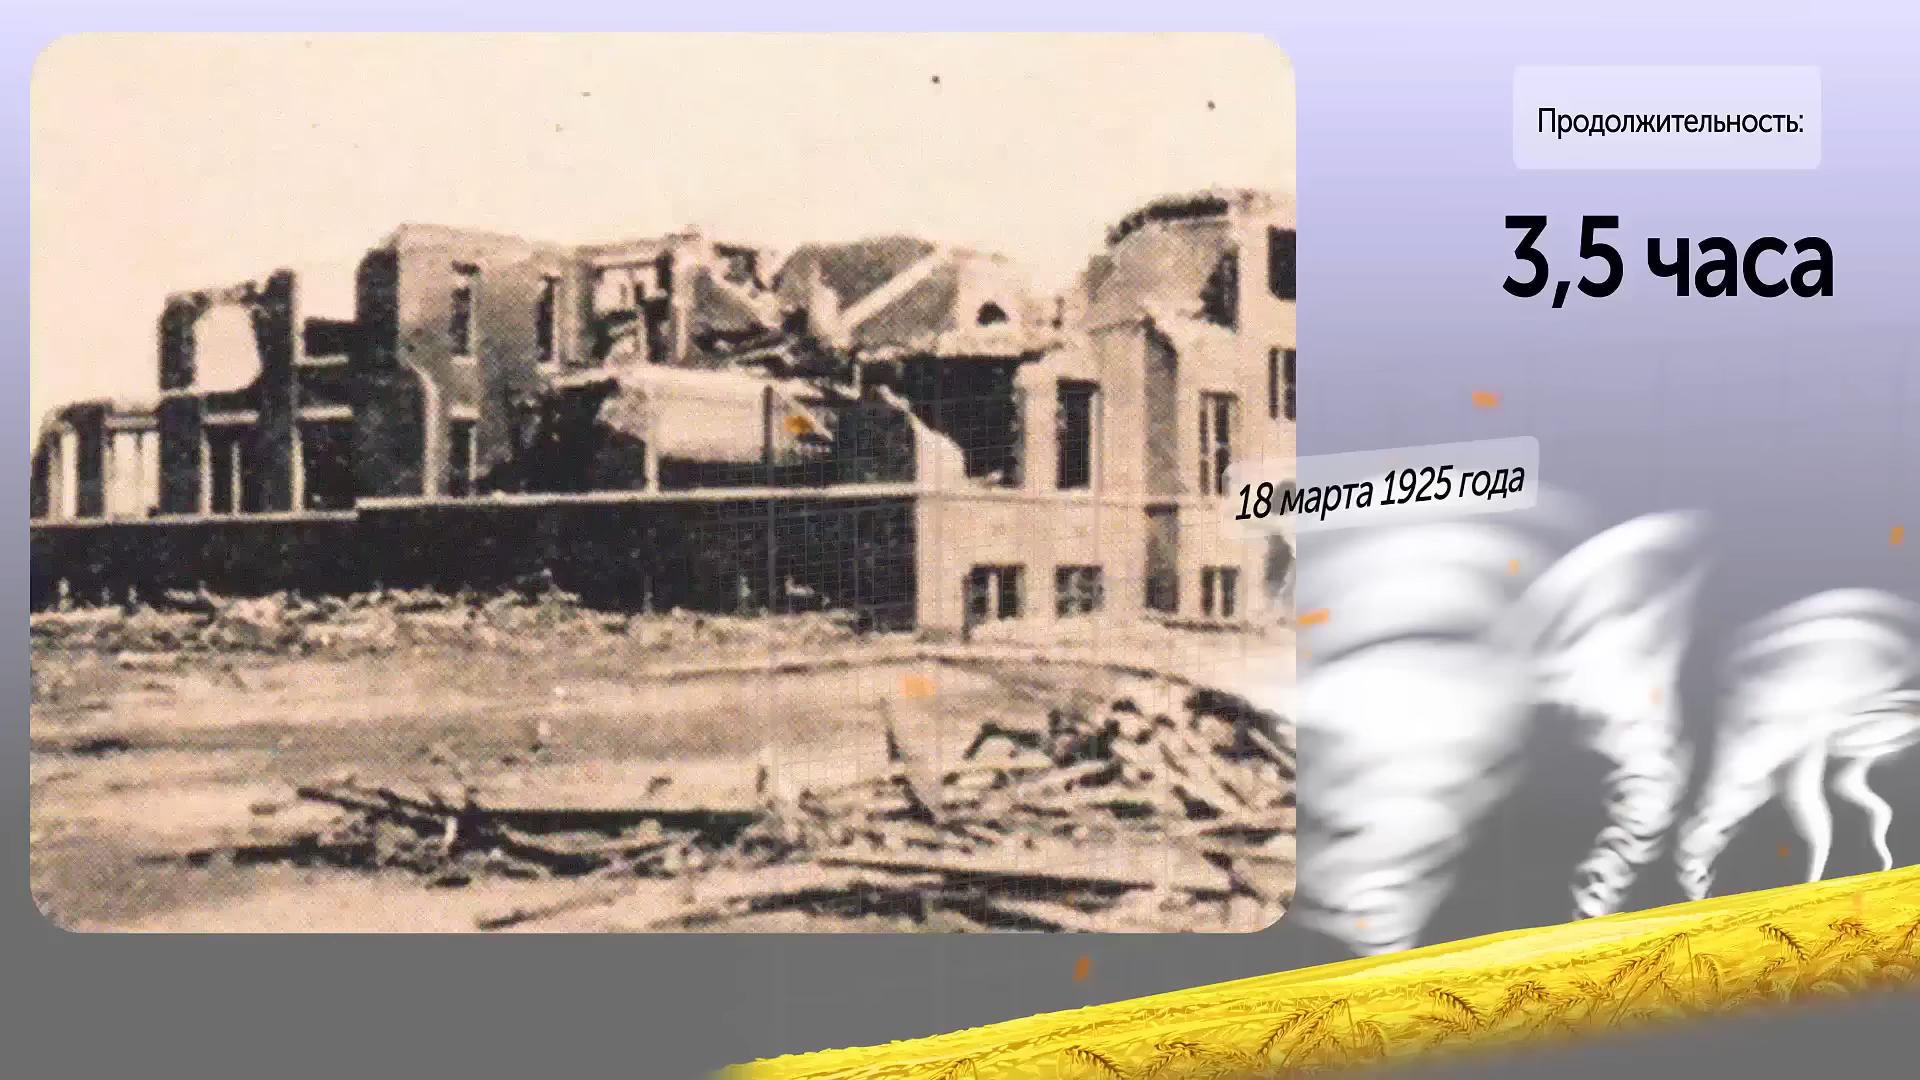 Продолжительность:
3,5 часа
18 марта 1925 года